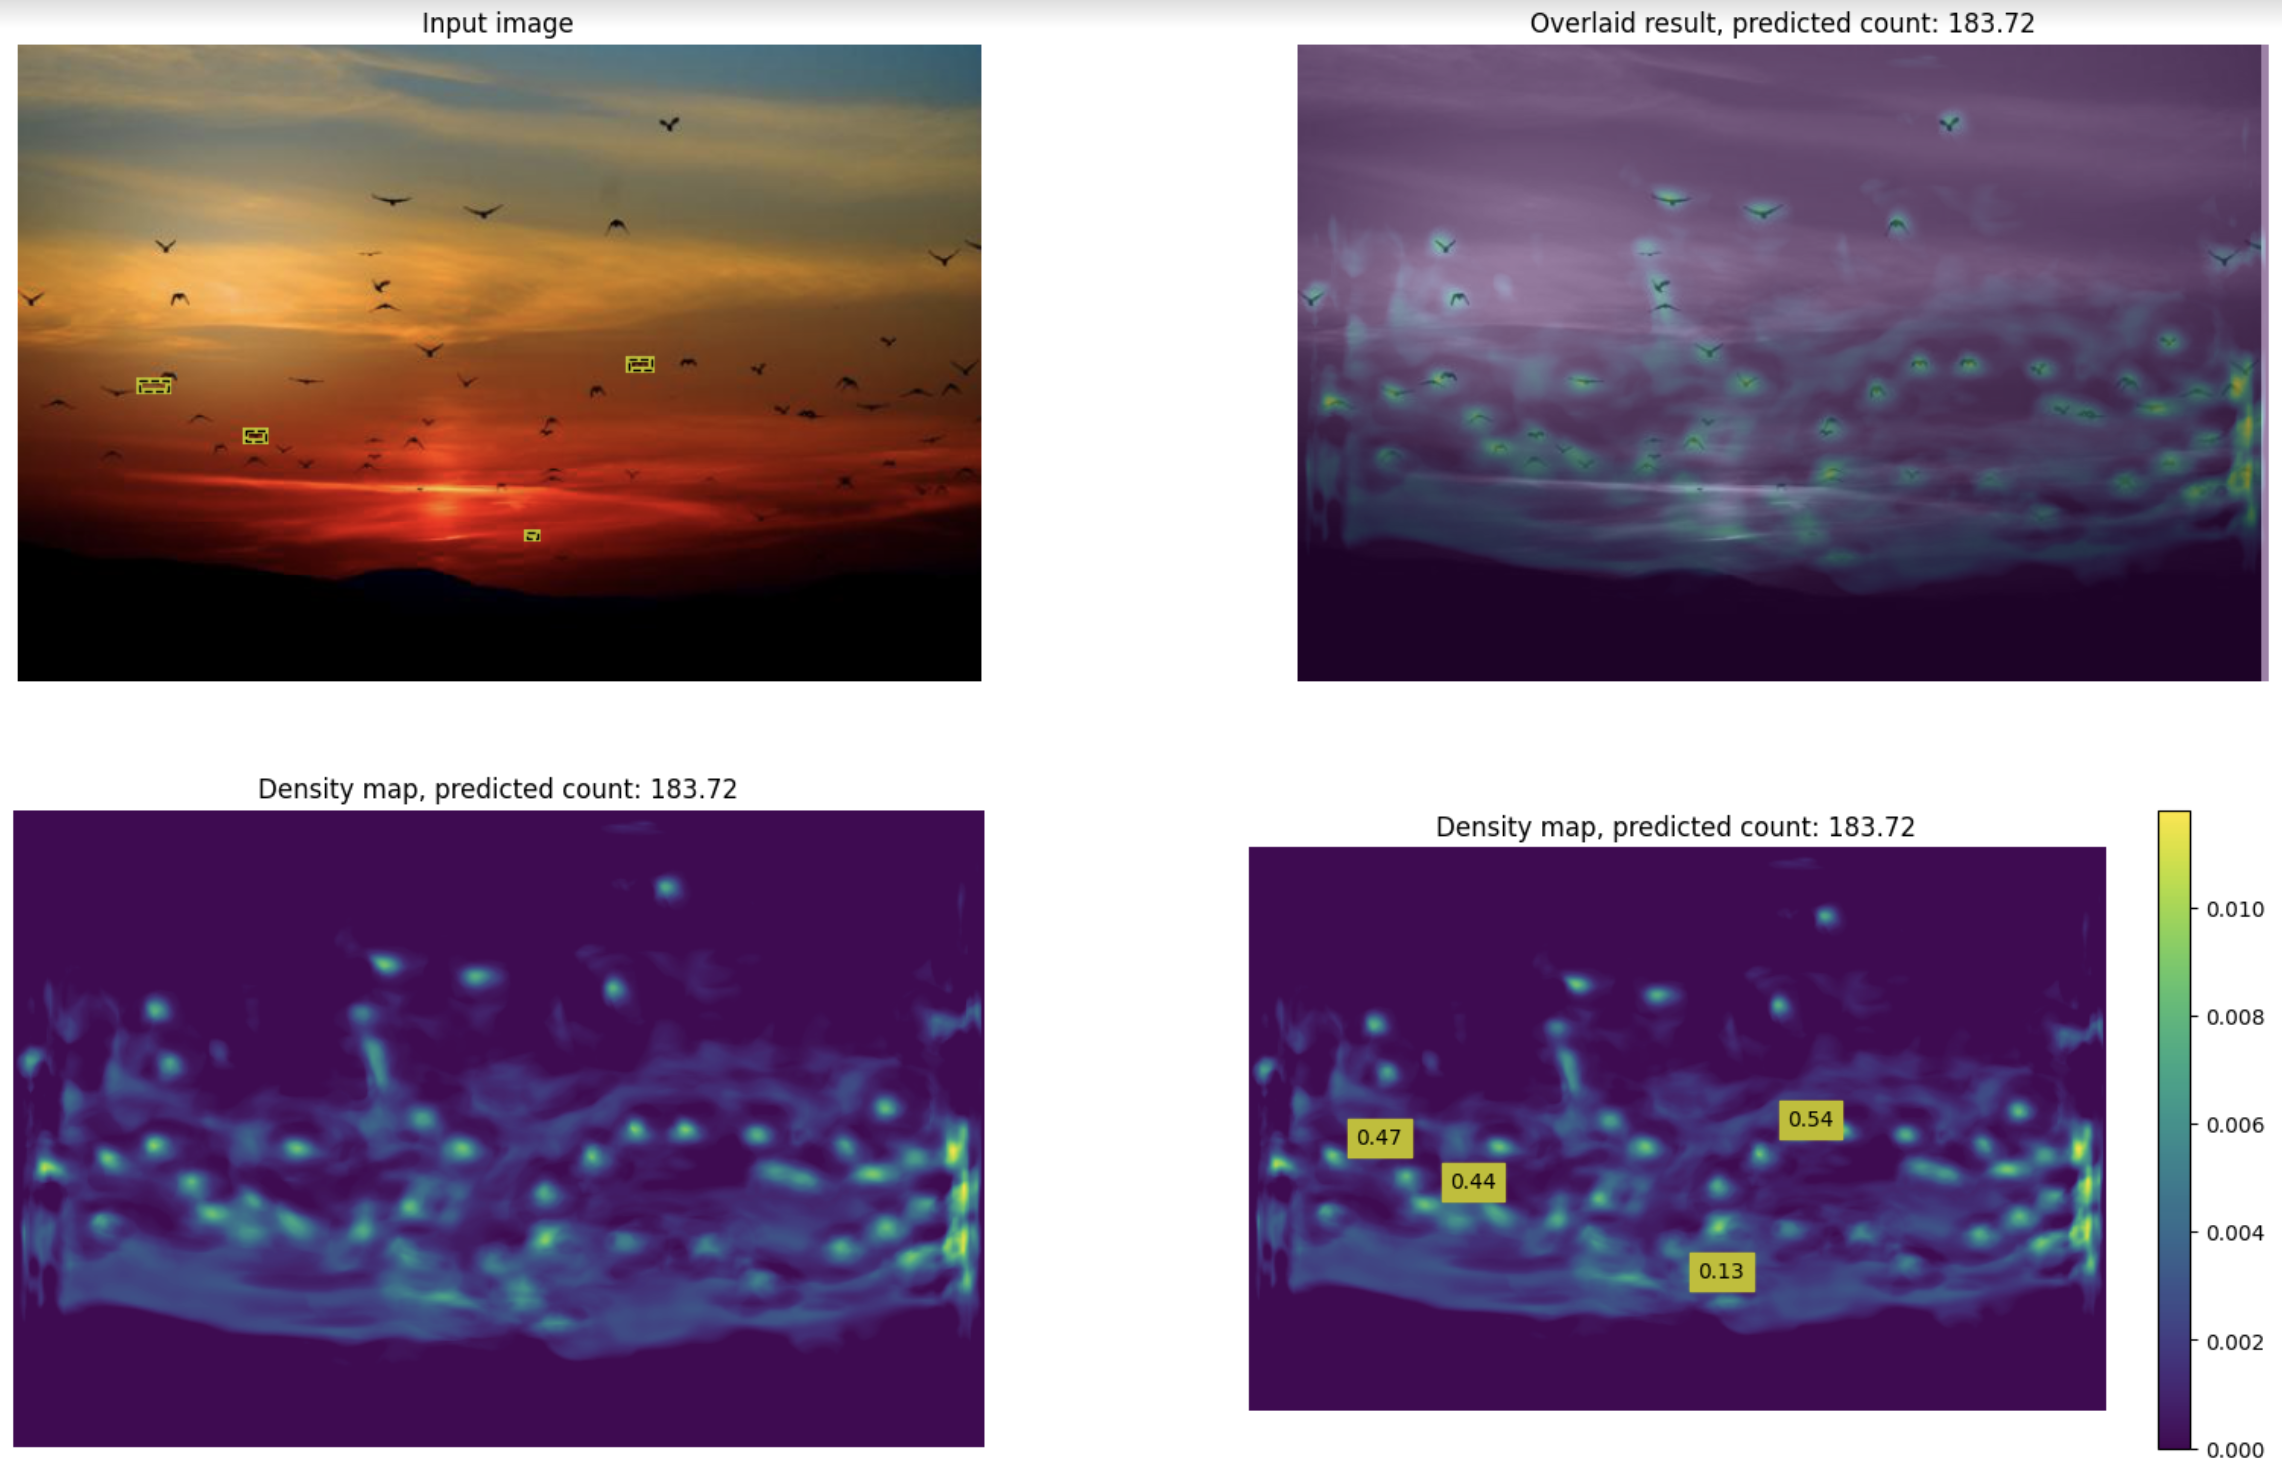 Input image
Overlaid result, predicted count: 183.72
Density map, predicted count: 183.72
Density map, predicted count: 183.72
0.54
0.47
0.44
0.13
0.010
0.008
0.006
0.004
0.002
0.000